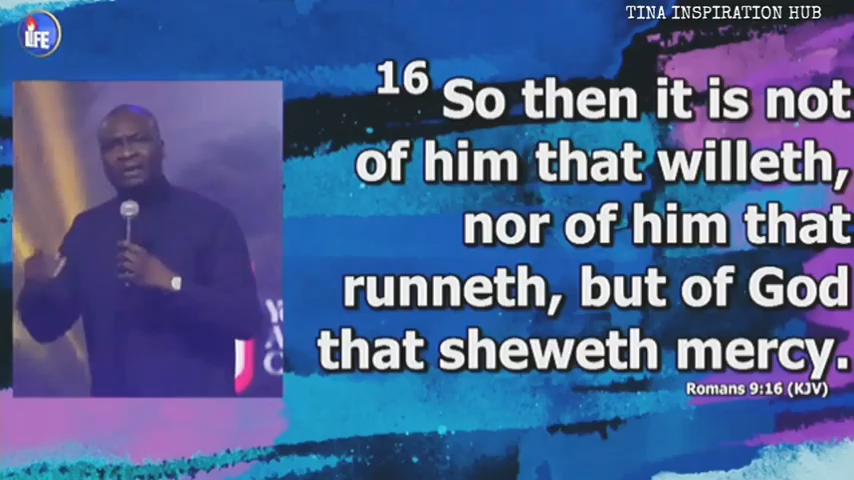 TINA INSPIRATION HUB
LIFE
16 So then it is not
of him that willeth,
nor of him that
runneth, but of God
that sheweth mercy.
Romans 9:16 (KJV)